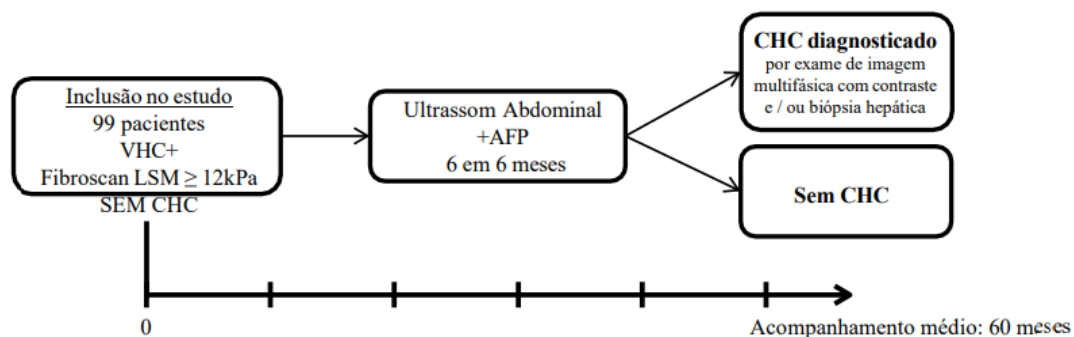 Inclusão no estudo
99 pacientes
VHC+
Fibroscan LSM ≥ 12kPa
SEM CHC
Ultrassom Abdominal
+AFP
6 em 6 meses
CHC diagnosticado
por exame de imagem
multifásica com contraste
e / ou biópsia hepática
Sem CHC
0
Acompanhamento médio: 60 meses